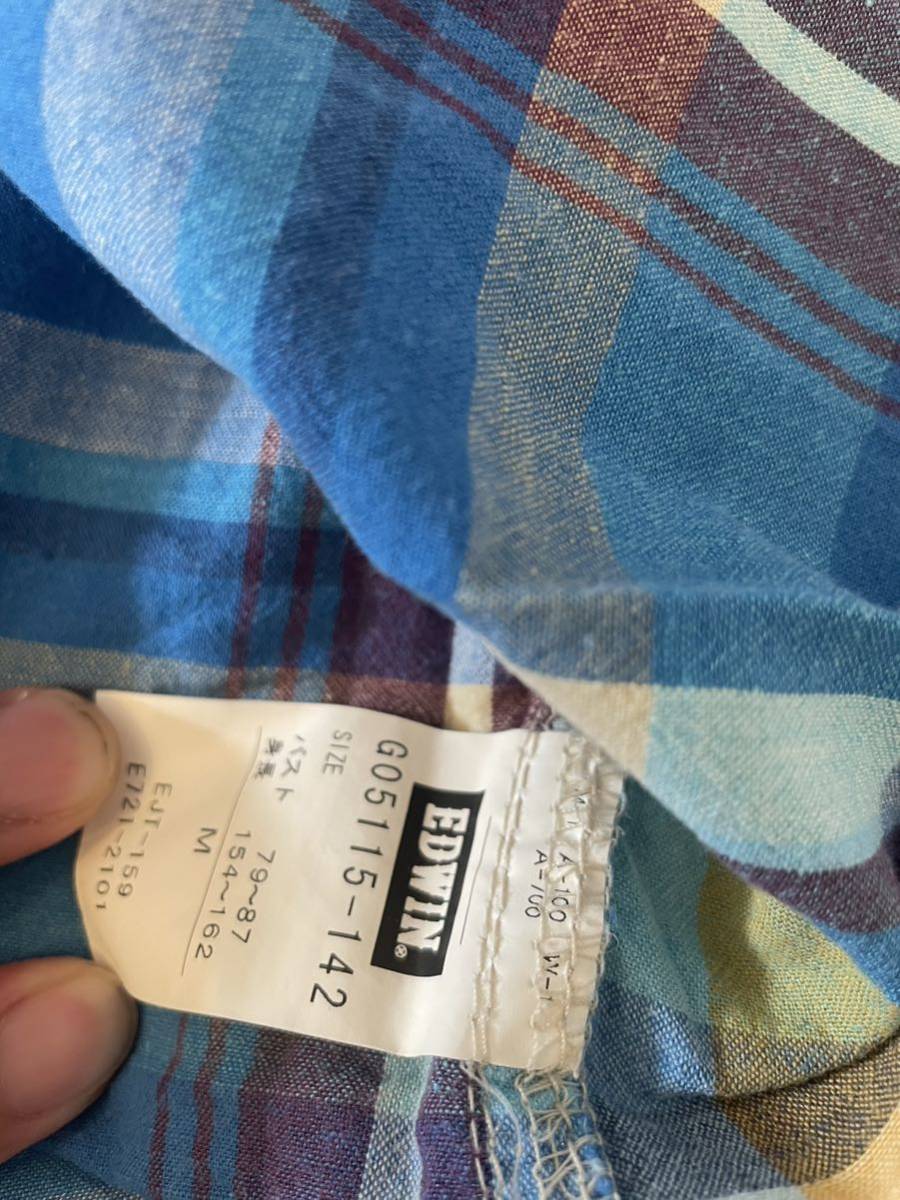 A-100
A-100
EDWIN®
G05115-142
SIZE
バスト 79~87
身長 154~162
M
EJT-159
E721-2101